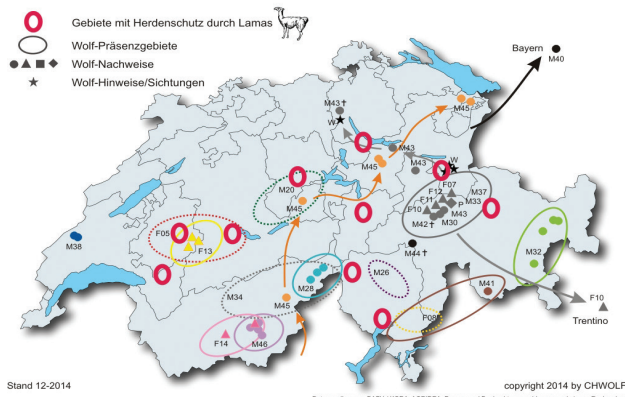 Gebiete mit Herdenschutz durch Lamas
Wolf-Präsenzgebiete
Wolf-Nachweise
Wolf-Hinweise/Sichtungen
Bayern
M40
M45
M43†
W
M43
M45
M43
W
F07
M20
F12
M37
F11
P
M33
M45
F10
M43
M42†
M30
F05
M38
F13
M44†
M32
M26
M28
M34
M41
M45
F10
F08
Trentino
F14
M46
Stand 12-2014
copyright 2014 by CHWOLF